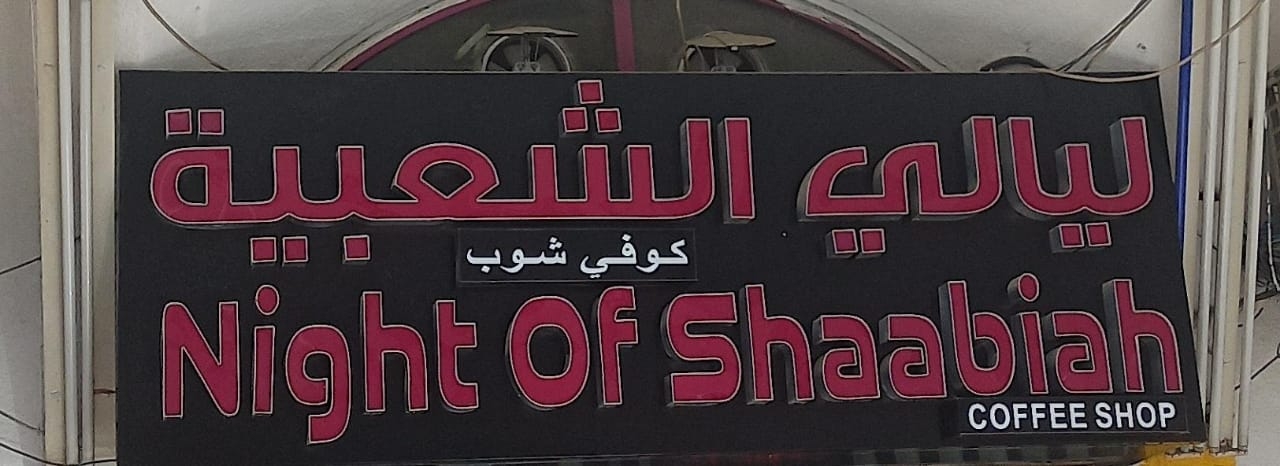 ليالي الشعبية
كوفي شوب
Night Of Shaabiah
COFFEE SHOP